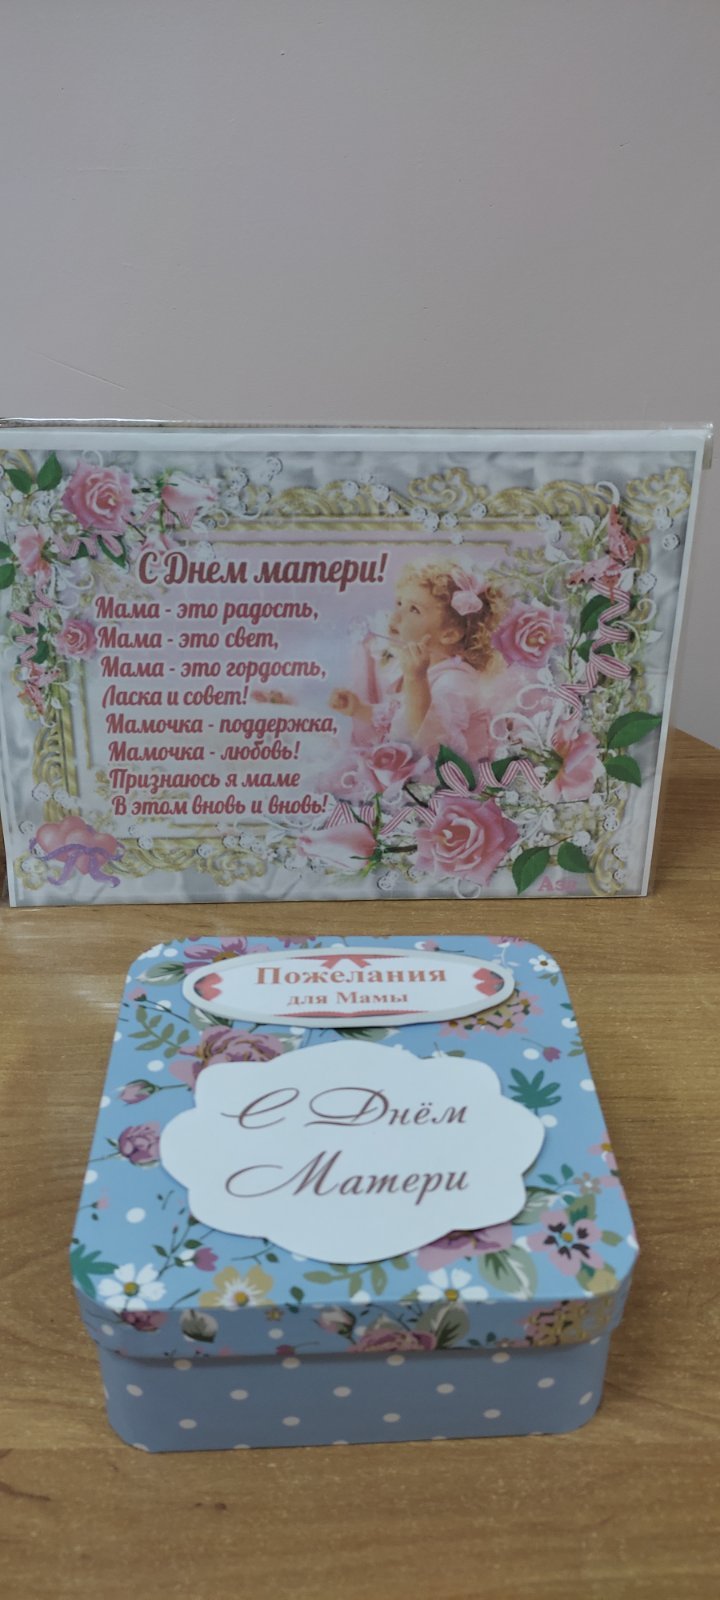 С Днем матери!
Мама - это радость,
Мама - это свет,
Мама - это гордость,
Ласка и совет!
Мамочка - поддержка,
Мамочка - любовь!
Признаюсь я маме
В этом вновь и вновь!
Пожелания
для Мамы
С Днём
Матери